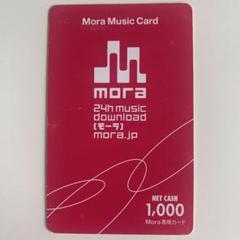 Mora Music Card
mora
24h music
download
[モーラ]
mora.jp
NET CASH
1,000
Mora専用カード